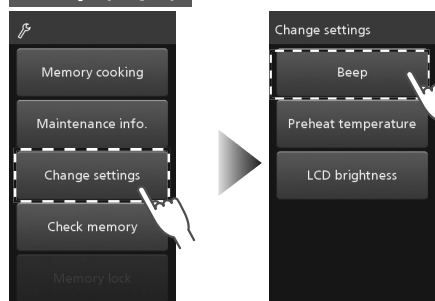 Memory cooking
Maintenance info.
Change settings
Check memory
Memory lock
Change settings
Beep
Preheat temperature
LCD brightness